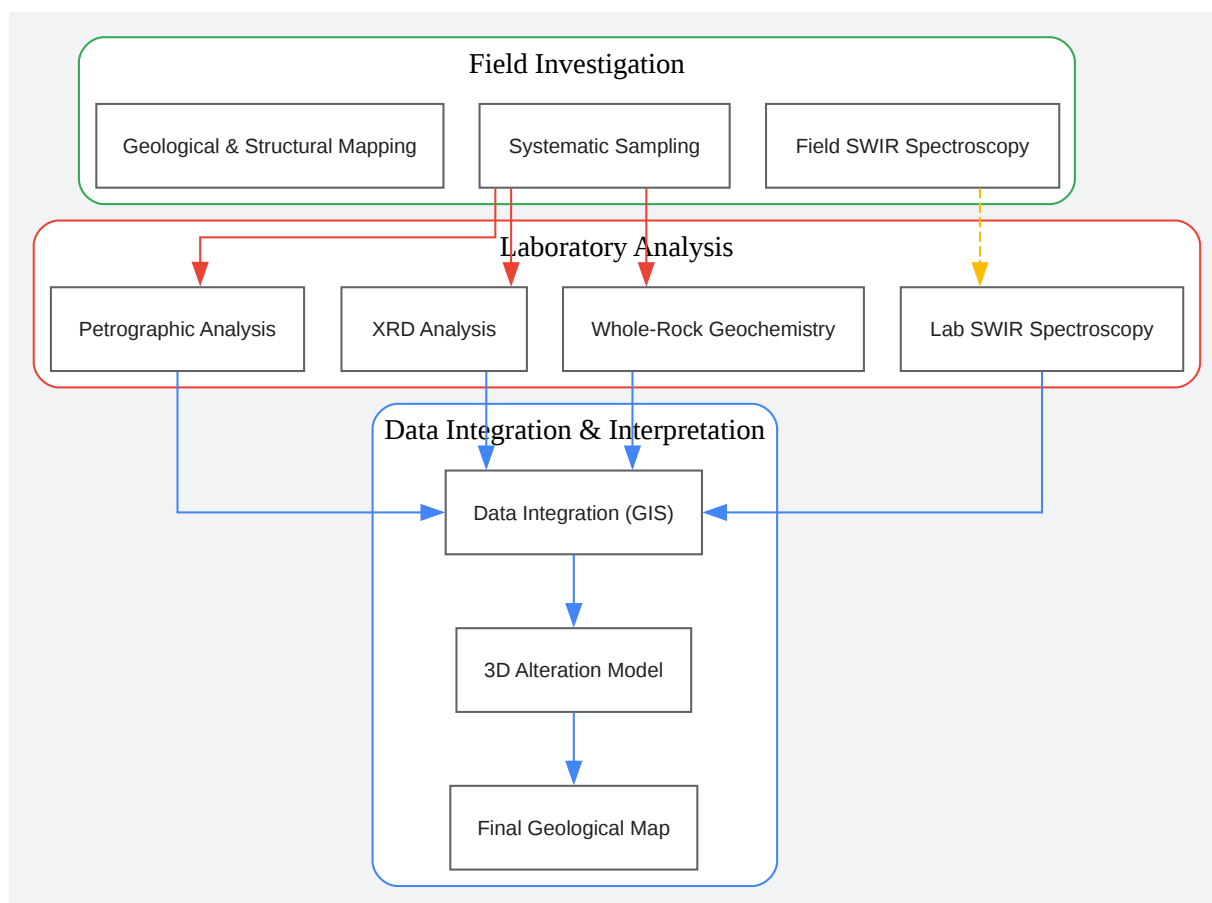 Field Investigation
Geological & Structural Mapping
Systematic Sampling
Field SWIR Spectroscopy
Laboratory Analysis
Petrographic Analysis
XRD Analysis
Whole-Rock Geochemistry
Lab SWIR Spectroscopy
Data Integration & Interpretation
Data Integration (GIS)
3D Alteration Model
Final Geological Map